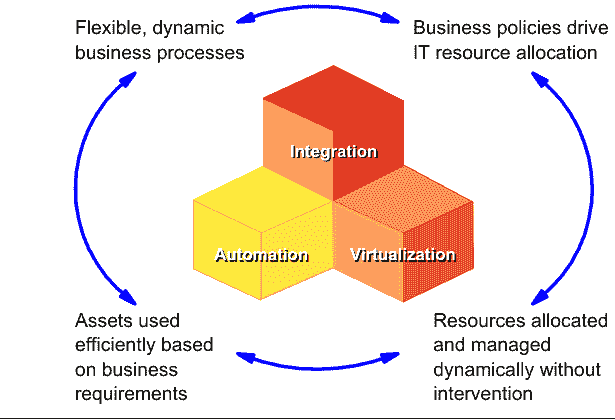 Flexible, dynamic
business processes
Business policies drive
IT resource allocation
Integration
Automation
Virtualization
Assets used
efficiently based
on business
requirements
Resources allocated
and managed
dynamically without
intervention